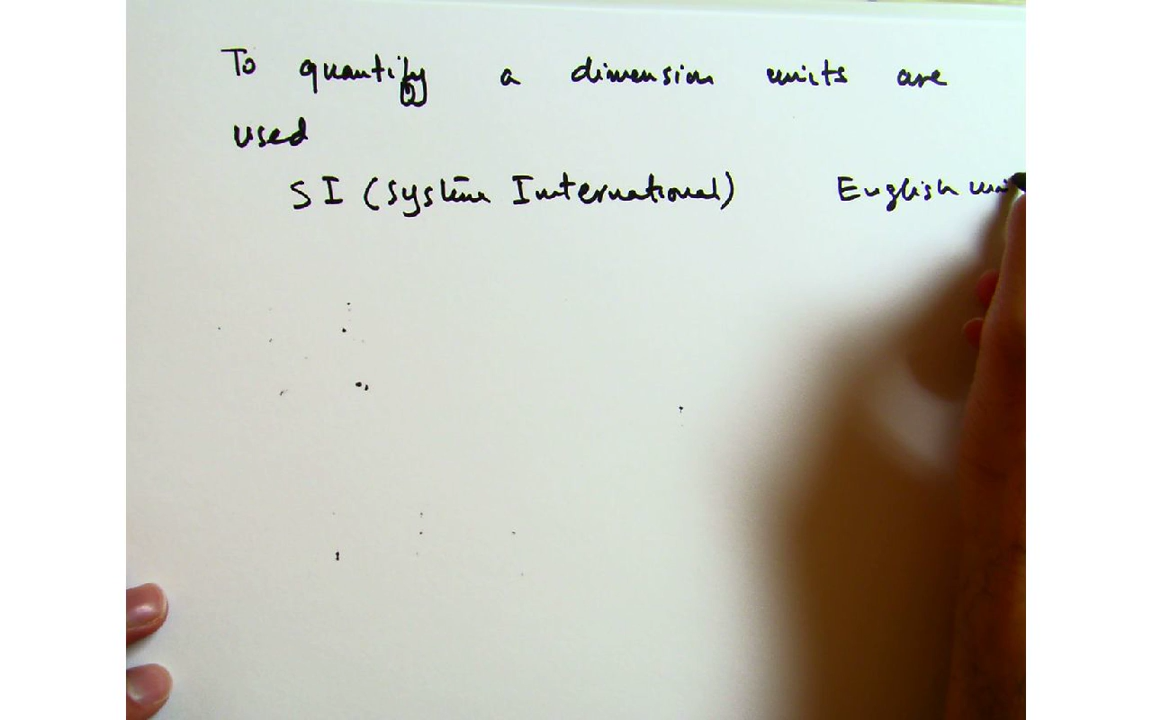 To quantify a dimension units are
used
SI (System International) English